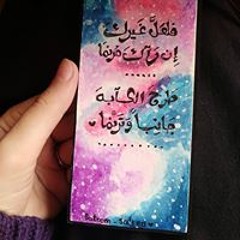 فلعلَّ غيرك
إن رآك مرنما
......
طرح الكآبة
جانباً وترنما